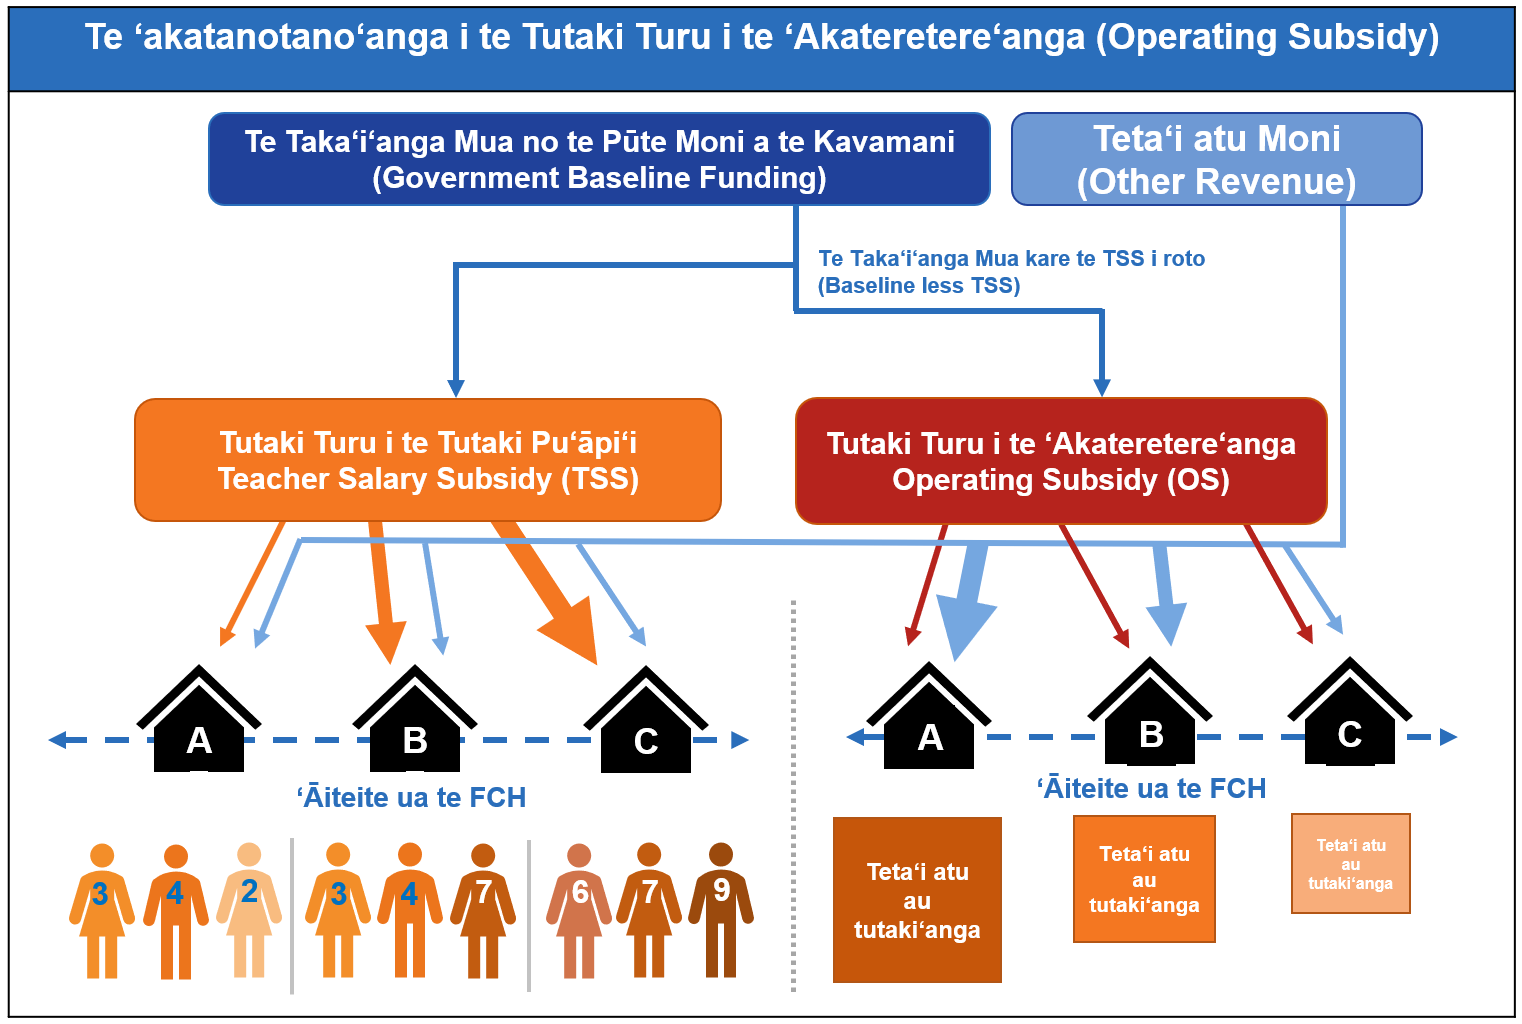 Te ‘akatanotano‘anga i te Tutaki Turu i te ‘Akateretere‘anga (Operating Subsidy)
Te Taka‘i‘anga Mua no te Pūte Moni a te Kavamani
(Government Baseline Funding)
Teta‘i atu Moni
(Other Revenue)
Te Taka‘i‘anga Mua kare te TSS i roto
(Baseline less TSS)
Tutaki Turu i te Tutaki Pu‘āpi‘i
Teacher Salary Subsidy (TSS)
Tutaki Turu i te ‘Akateretere‘anga
Operating Subsidy (OS)
A
B
C
‘Āiteite ua te FCH
3
4
2
3
4
7
6
7
9
A
B
C
‘Āiteite ua te FCH
Teta‘i atu
au
tutaki‘anga
Teta‘i atu
au
tutaki‘anga
Teta‘i atu
au
tutaki‘anga